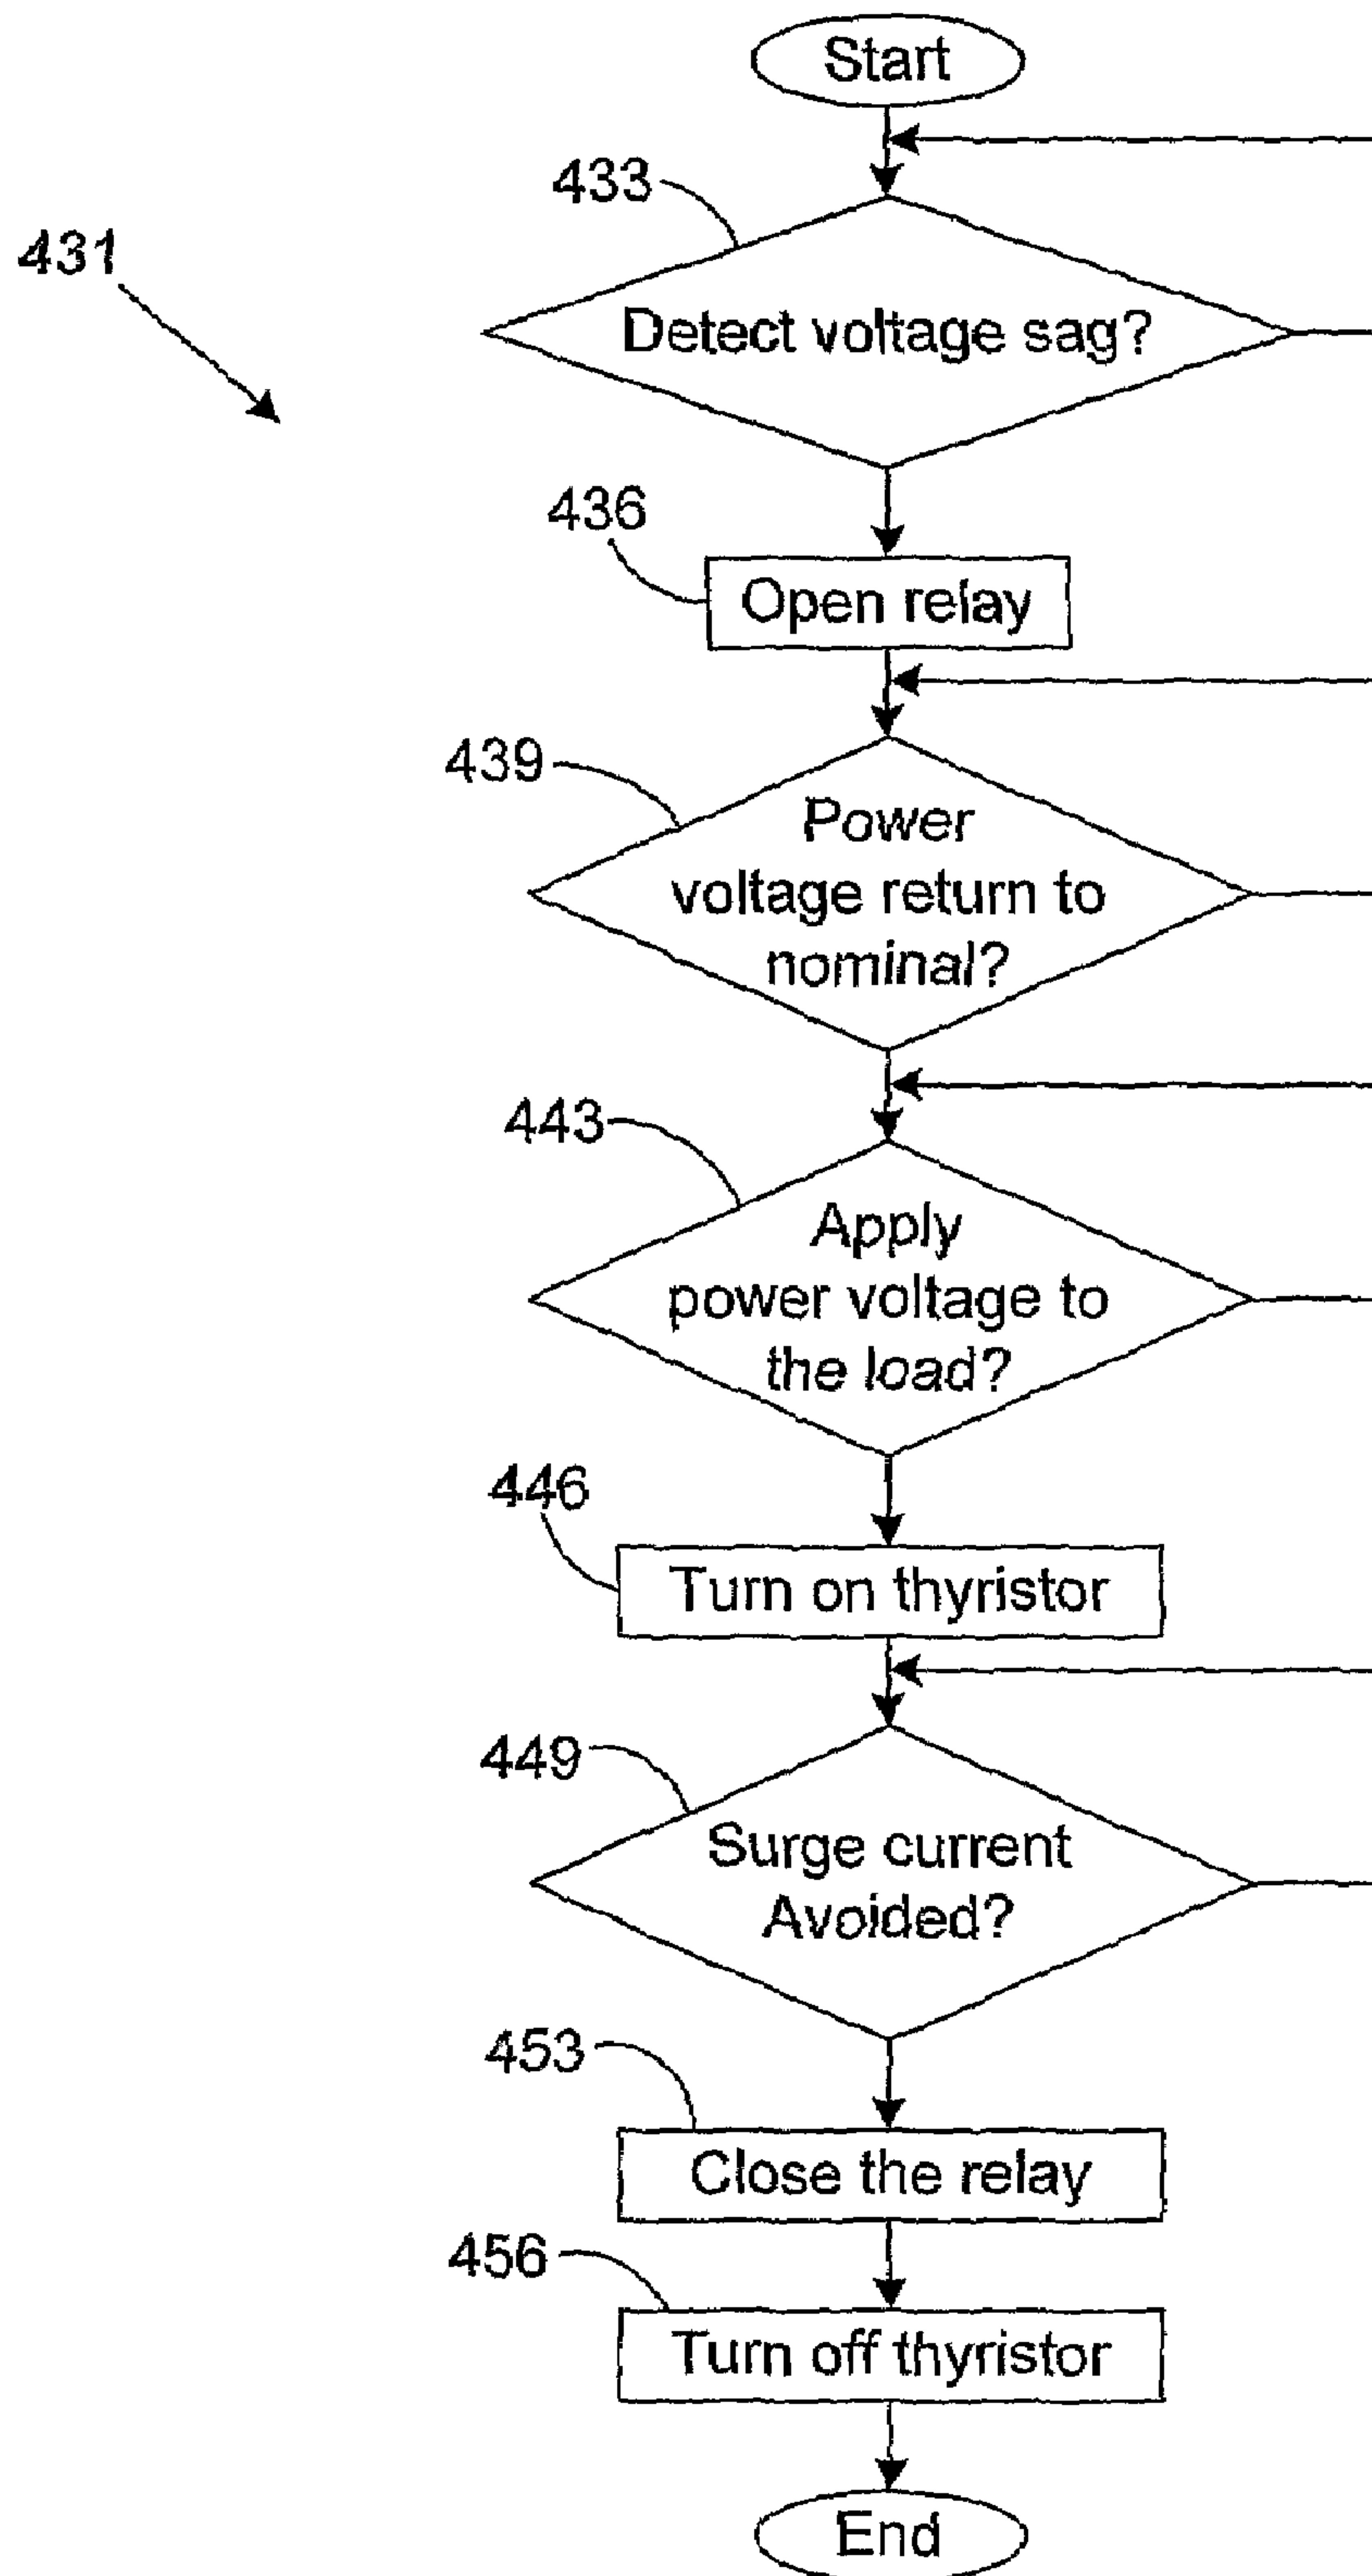 Start
433
431
Detect voltage sag?
436
Open relay
439
Power
voltage return to
nominal?
443
Apply
power voltage to
the load?
446
Turn on thyristor
449
Surge current
Avoided?
453
Close the relay
456
Turn off thyristor
End